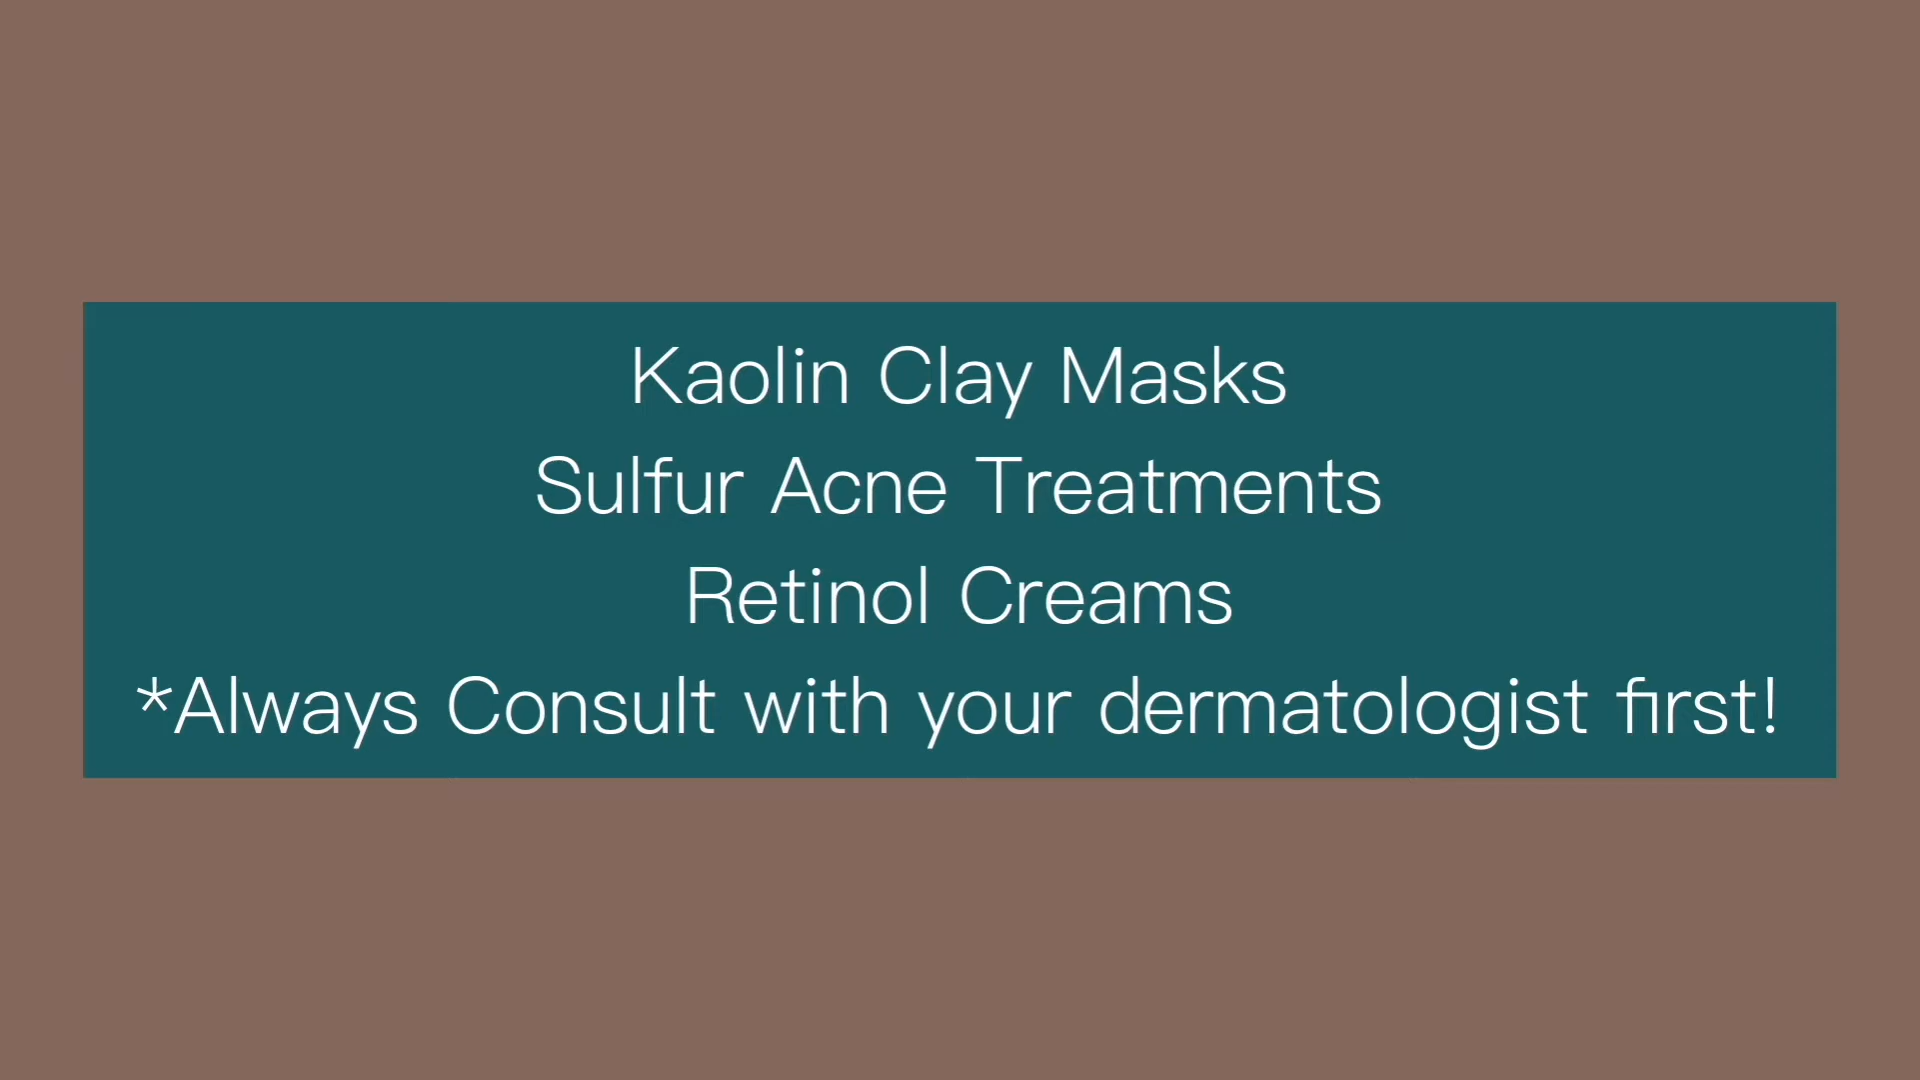 Kaolin Clay Masks
Sulfur Acne Treatments
Retinol Creams
*Always Consult with your dermatologist first!